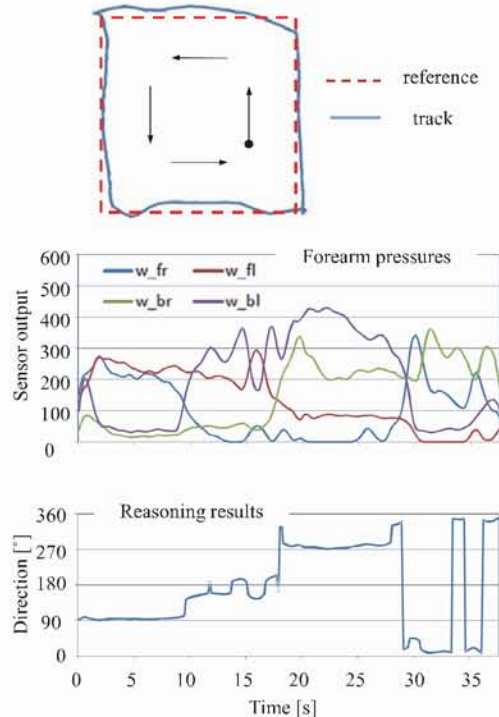 reference
track
Forearm pressures
w_fr w_fl
w_br w_bl
Sensor output
600
500
400
300
200
100
0
Reasoning results
Direction [°]
360
270
180
90
0
0 5 10 15 20 25 30 35
Time [s]